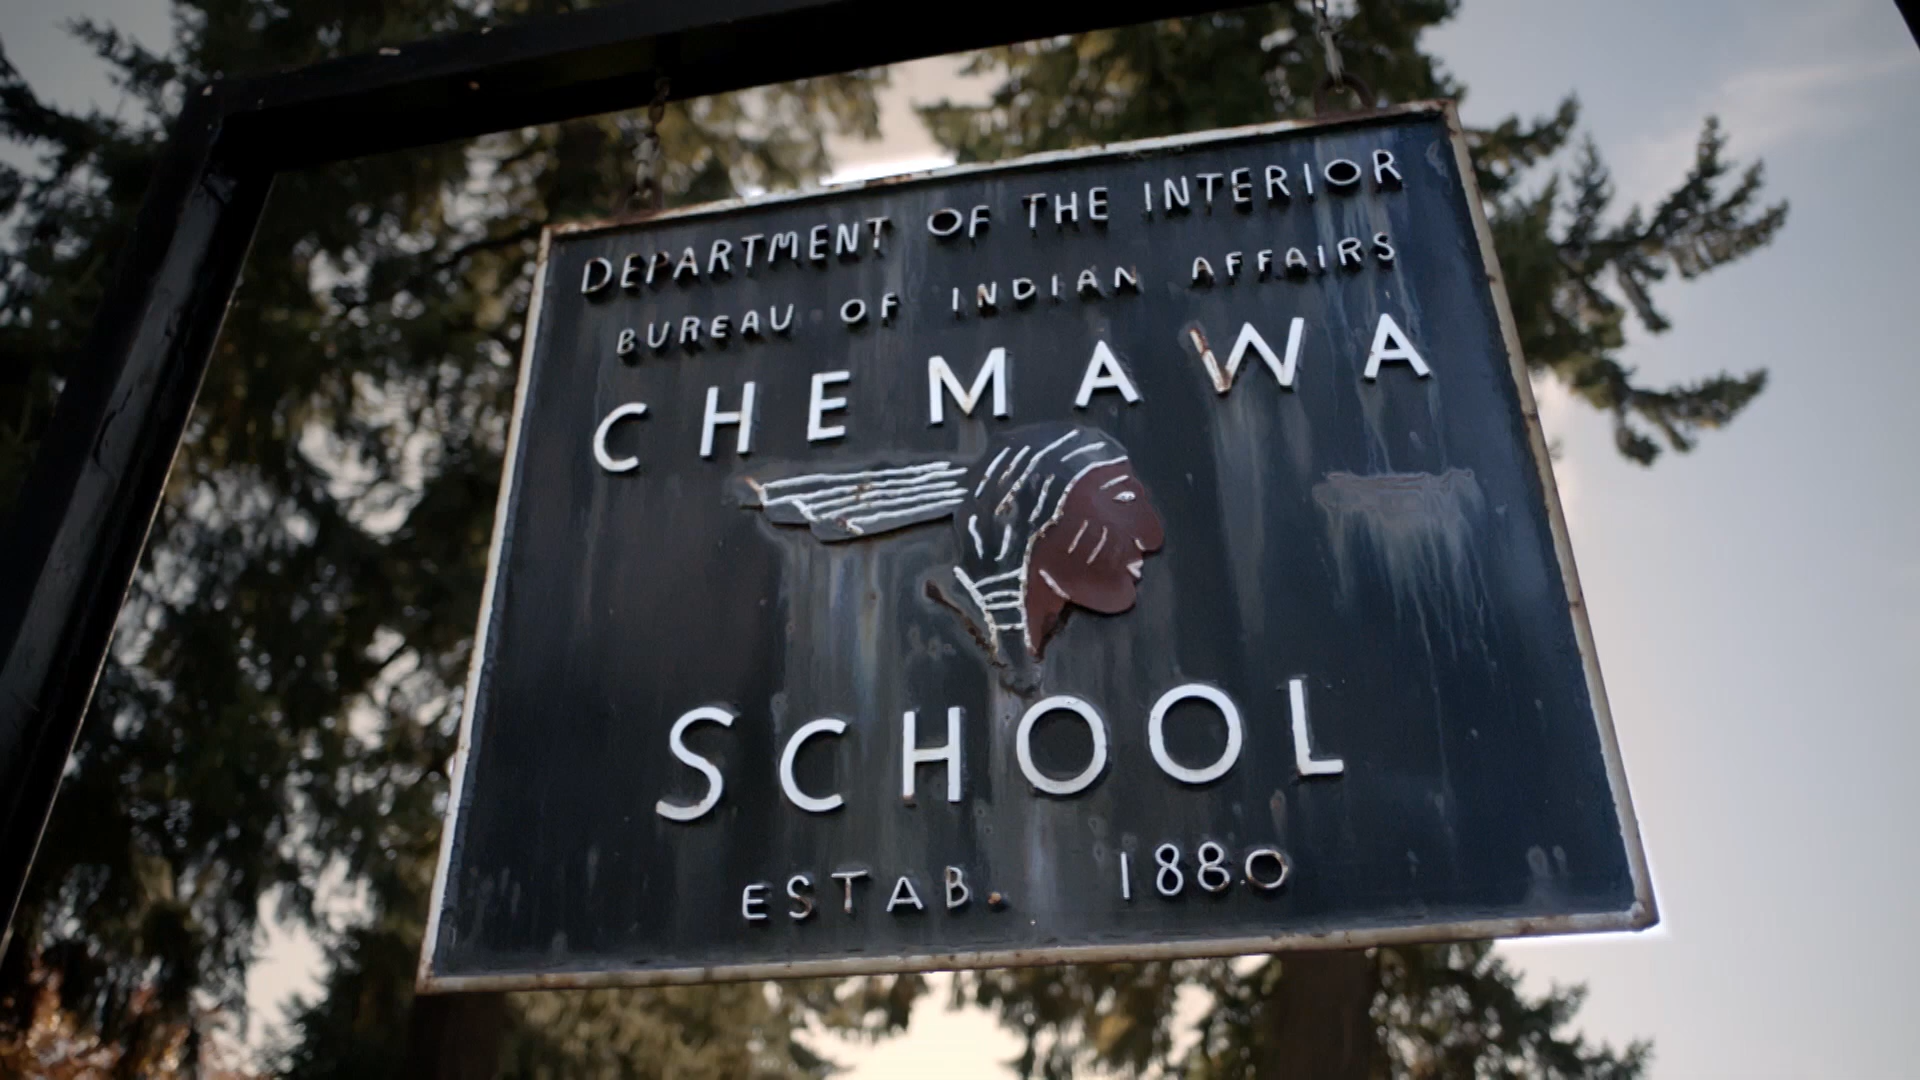 DEPARTMENT OF THE INTERIOR
BUREAU OF INDIAN AFFAIRS
CHEMAWA
SCHOOL
ESTAB. 1880